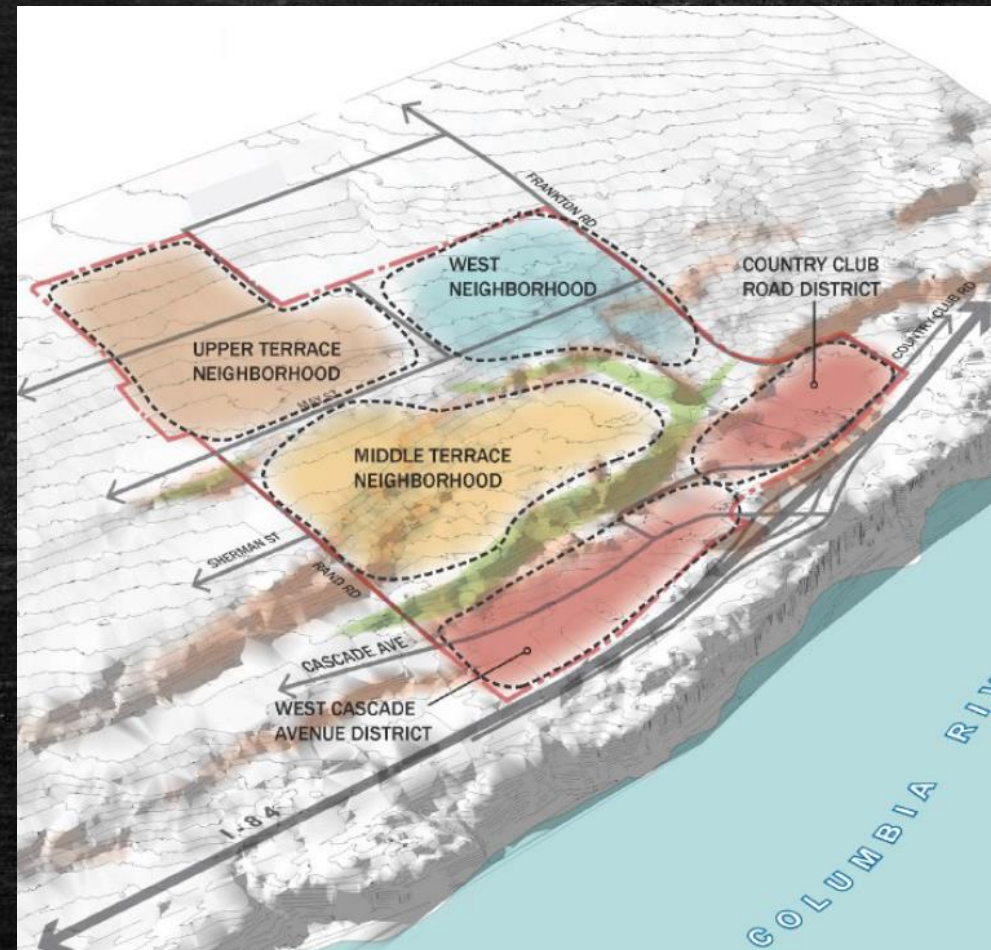 FRANKTON RD
WEST
NEIGHBORHOOD
COUNTRY CLUB
ROAD DISTRICT
COUNTRY CLUB RD
UPPER TERRACE
NEIGHBORHOOD
MAY ST
MIDDLE TERRACE
NEIGHBORHOOD
SHERMAN ST
RAND RD
CASCADE AVE
WEST CASCADE
AVENUE DISTRICT
I-84
COLUMBIA RIV